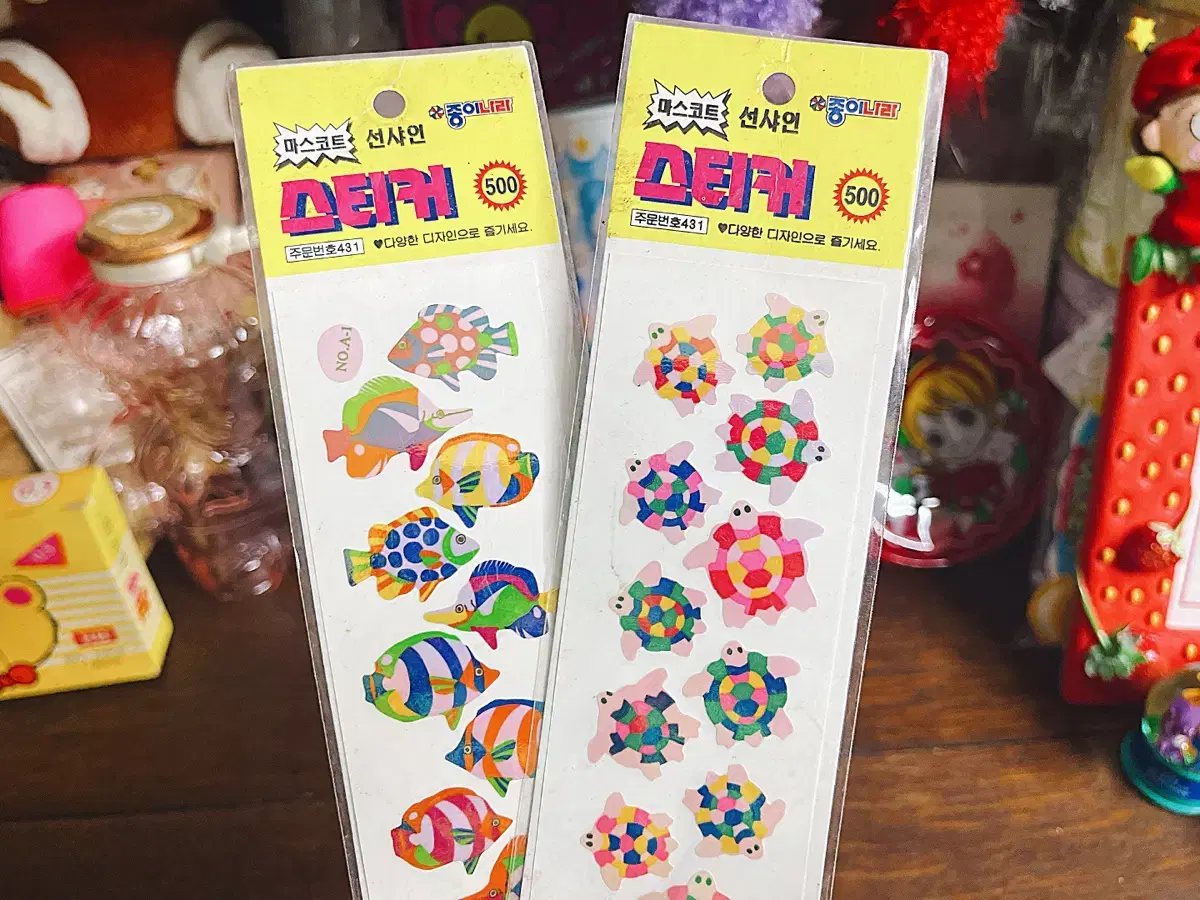 마스코트 선샤인 종이나라
스티커 500
주문번호431 ♥다양한 디자인으로 즐기세요.
NO.A-1
마스코트 선샤인 종이나라
스티커 500
주문번호431 ♥다양한 디자인으로 즐기세요.